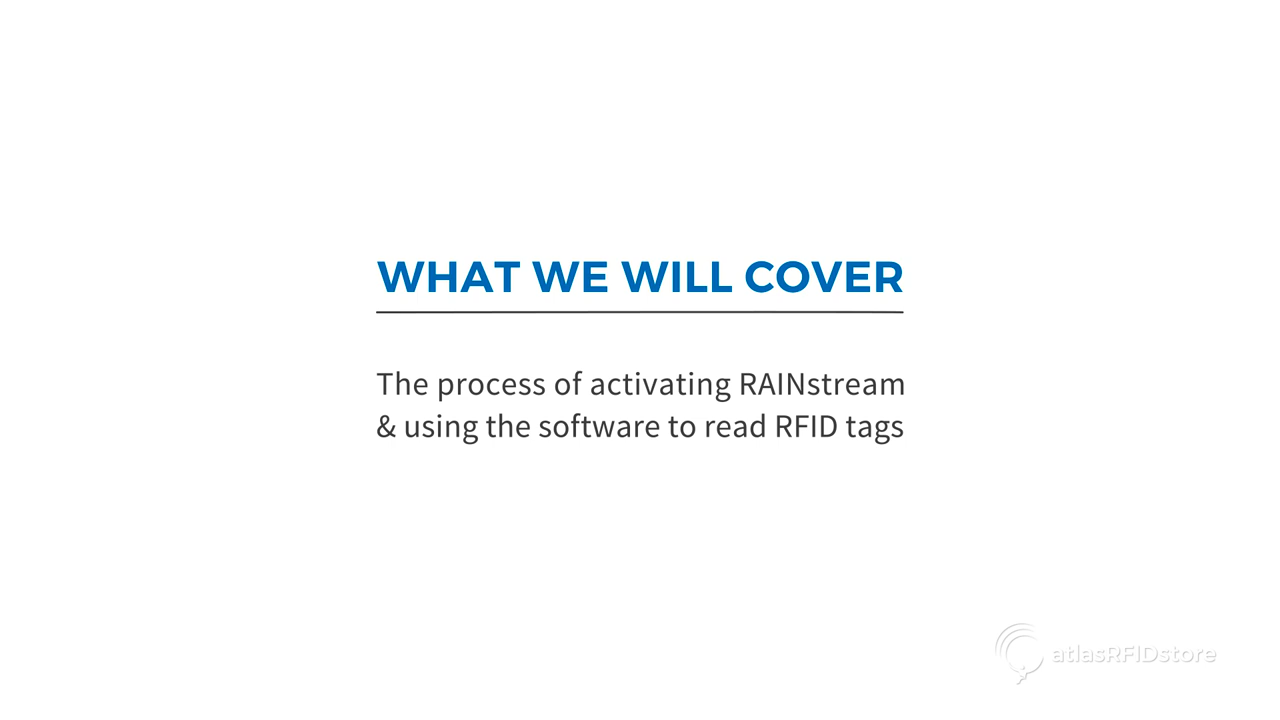 WHAT WE WILL COVER
The process of activating RAINstream
& using the software to read RFID tags
atlasRFIDstore